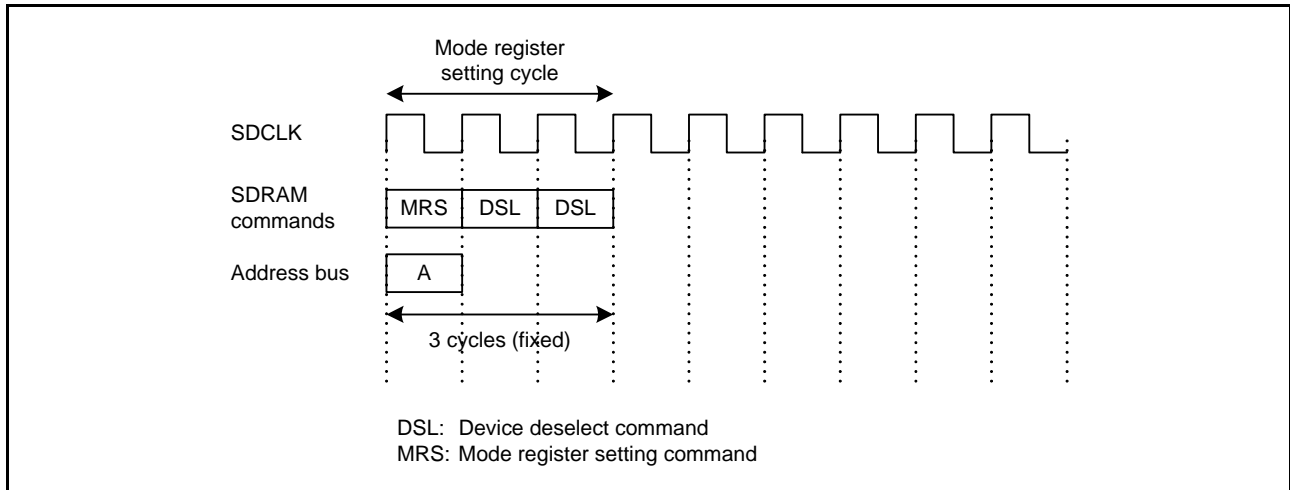 Mode register
setting cycle
SDCLK
SDRAM
commands
MRS DSL DSL
Address bus
A
3 cycles (fixed)
DSL: Device deselect command
MRS: Mode register setting command